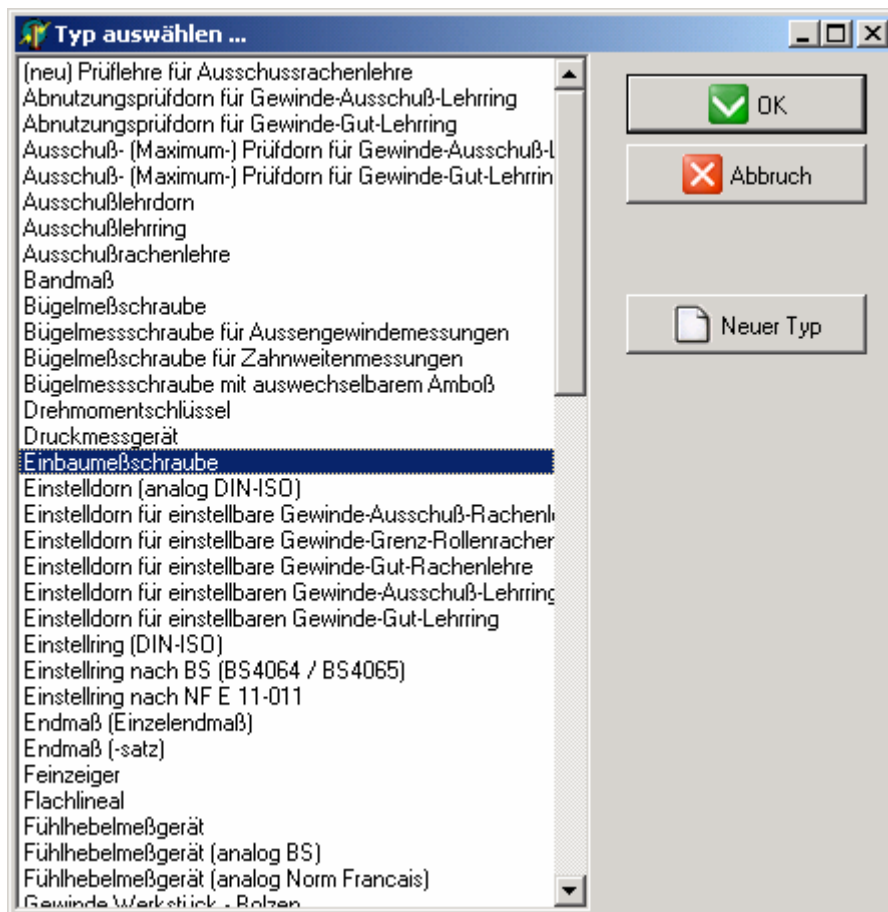 Typ auswählen ...
(neu) Prüflehre für Ausschussrachenlehre
Abnutzungsprüfdorn für Gewinde-Ausschuß-Lehrring
Abnutzungsprüfdorn für Gewinde-Gut-Lehrring
Ausschuß- (Maximum-) Prüfdorn für Gewinde-Ausschuß-L
Ausschuß- (Maximum-) Prüfdorn für Gewinde-Gut-Lehrrin
Ausschußlehrdorn
Ausschußlehrring
Ausschußrachenlehre
Bandmaß
Bügelmeßschraube
Bügelmessschraube für Aussengewindemessungen
Bügelmeßschraube für Zahnweitenmessungen
Bügelmessschraube mit auswechselbarem Amboß
Drehmomentschlüssel
Druckmessgerät
Einbaumeßschraube
Einstelldorn (analog DIN-ISO)
Einstelldorn für einstellbare Gewinde-Ausschuß-Rachenl
Einstelldorn für einstellbare Gewinde-Grenz-Rollenracher
Einstelldorn für einstellbare Gewinde-Gut-Rachenlehre
Einstelldorn für einstellbaren Gewinde-Ausschuß-Lehrring
Einstelldorn für einstellbaren Gewinde-Gut-Lehrring
Einstellring (DIN-ISO)
Einstellring nach BS (BS4064 / BS4065)
Einstellring nach NF E 11-011
Endmaß (Einzelendmaß)
Endmaß (-satz)
Feinzeiger
Flachlineal
Fühlhebelmeßgerät
Fühlhebelmeßgerät (analog BS)
Fühlhebelmeßgerät (analog Norm Francais)
Gewinde Werkstück - Bolzen
OK
Abbruch
Neuer Typ